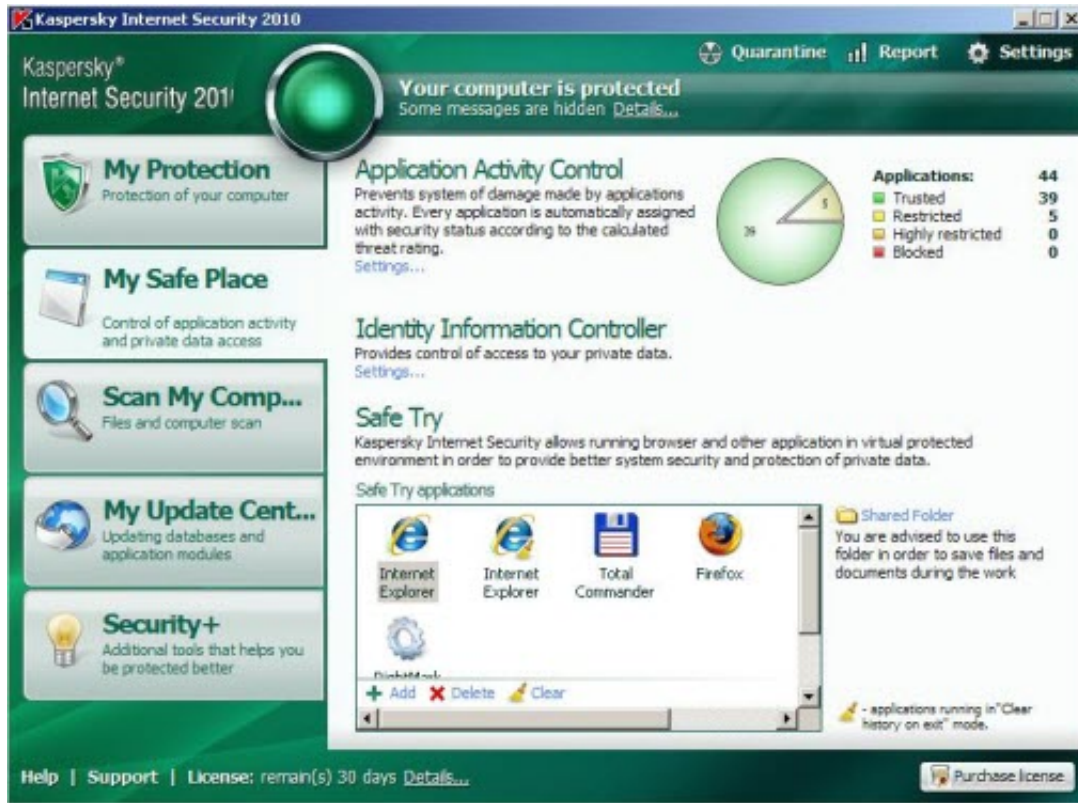 Kaspersky Internet Security 2010
Quarantine
Report
Settings
Kaspersky®
Internet Security 201
Your computer is protected
Some messages are hidden Details...
My Protection
Protection of your computer
My Safe Place
Control of application activity
and private data access
Scan My Comp...
Files and computer scan
My Update Cent...
Updating databases and
application modules
Security+
Additional tools that helps you
be protected better
Application Activity Control
Prevents system of damage made by applications
activity. Every application is automatically assigned
with security status according to the calculated
threat rating.
Settings...
39
5
Applications: 44
Trusted 39
Restricted 5
Highly restricted 0
Blocked 0
Identity Information Controller
Provides control of access to your private data.
Settings...
Safe Try
Kaspersky Internet Security allows running browser and other application in virtual protected
environment in order to provide better system security and protection of private data.
Safe Try applications
Internet
Explorer
Internet
Explorer
Total
Commander
Firefox
RightMark
Add Delete Clear
Shared Folder
You are advised to use this
folder in order to save files and
documents during the work
- applications running in"Clear
history on exit" mode.
Help | Support | License: remain(s) 30 days Details...
Purchase license